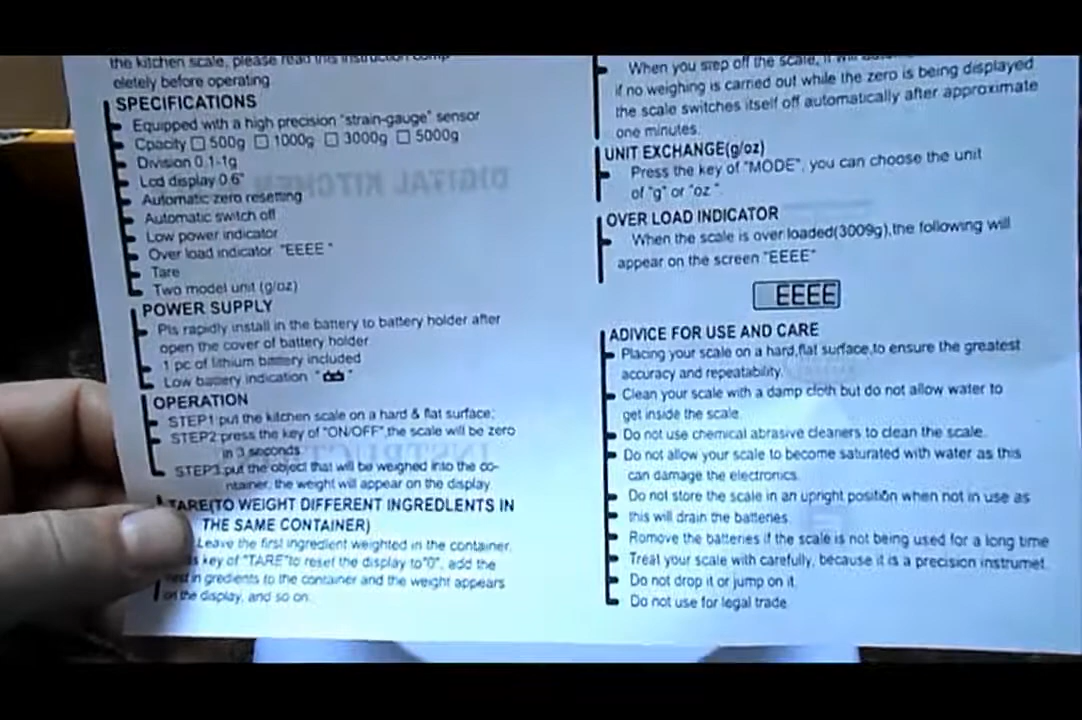 the kitchen scale, please read this instruction comp
eletely before operating.
SPECIFICATIONS
Equipped with a high precision "strain-gauge" sensor
Cpacity □ 500g □ 1000g □ 3000g □ 5000g
Division 0.1-1g
Lcd display 0.6"
Automatic zero resetting
Automatic switch off
Low power indicator
Over load indicator "EEEE"
Tare
Two model unit (g/oz)
POWER SUPPLY
Pls rapidly install in the battery to battery holder after
open the cover of battery holder
1 pc of lithium battery included
Low battery indication " "
OPERATION
STEP1:put the kitchen scale on a hard & flat surface;
STEP2:press the key of "ON/OFF",the scale will be zero
in 3 seconds.
STEP3:put the object that will be weighed into the co-
ntainer, the weight will appear on the display.
TARE(TO WEIGHT DIFFERENT INGREDLENTS IN
THE SAME CONTAINER)
Leave the first ingredient weighted in the container.
key of "TARE"to reset the display to"0", add the
in gredients to the container and the weight appears
on the display, and so on.
When you step off the scale, it will
if no weighing is carried out while the zero is being displayed
the scale switches itself off automatically after approximate
one minutes.
UNIT EXCHANGE(g/oz)
Press the key of "MODE", you can choose the unit
of "g" or "oz".
OVER LOAD INDICATOR
When the scale is over loaded(3009g),the following will
appear on the screen "EEEE"
EEEE
ADVICE FOR USE AND CARE
Placing your scale on a hard,flat surface,to ensure the greatest
accuracy and repeatability.
Clean your scale with a damp cloth but do not allow water to
get inside the scale.
Do not use chemical abrasive cleaners to clean the scale.
Do not allow your scale to become saturated with water as this
can damage the electronics.
Do not store the scale in an upright position when not in use as
this will drain the batteries.
Romove the batteries if the scale is not being used for a long time
Treat your scale with carefully, because it is a precision instrumet.
Do not drop it or jump on it.
Do not use for legal trade